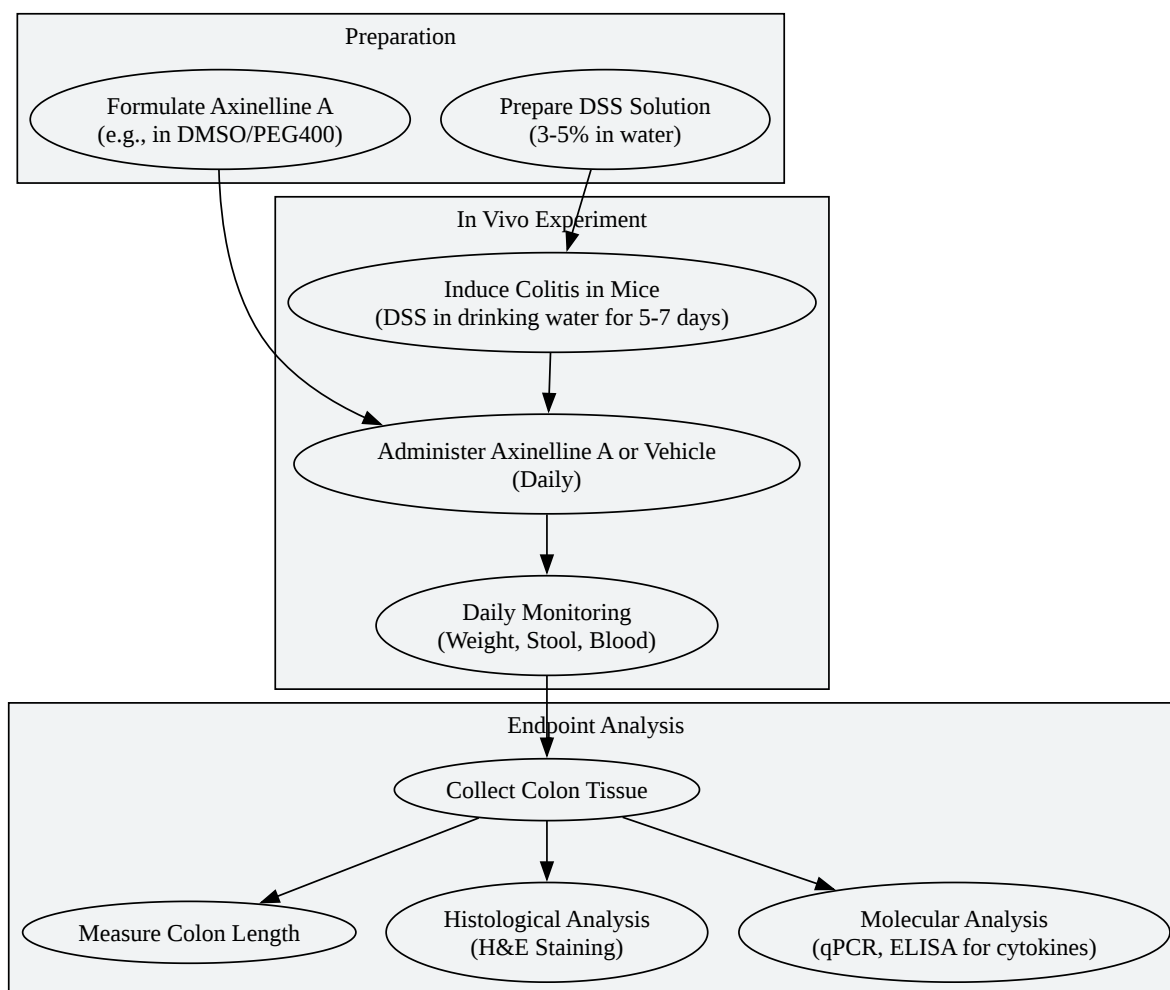 Preparation
Formulate Axinelline A
(e.g., in DMSO/PEG400)
Prepare DSS Solution
(3-5% in water)
In Vivo Experiment
Induce Colitis in Mice
(DSS in drinking water for 5-7 days)
Administer Axinelline A or Vehicle
(Daily)
Daily Monitoring
(Weight, Stool, Blood)
Endpoint Analysis
Collect Colon Tissue
Measure Colon Length
Histological Analysis
(H&E Staining)
Molecular Analysis
(qPCR, ELISA for cytokines)